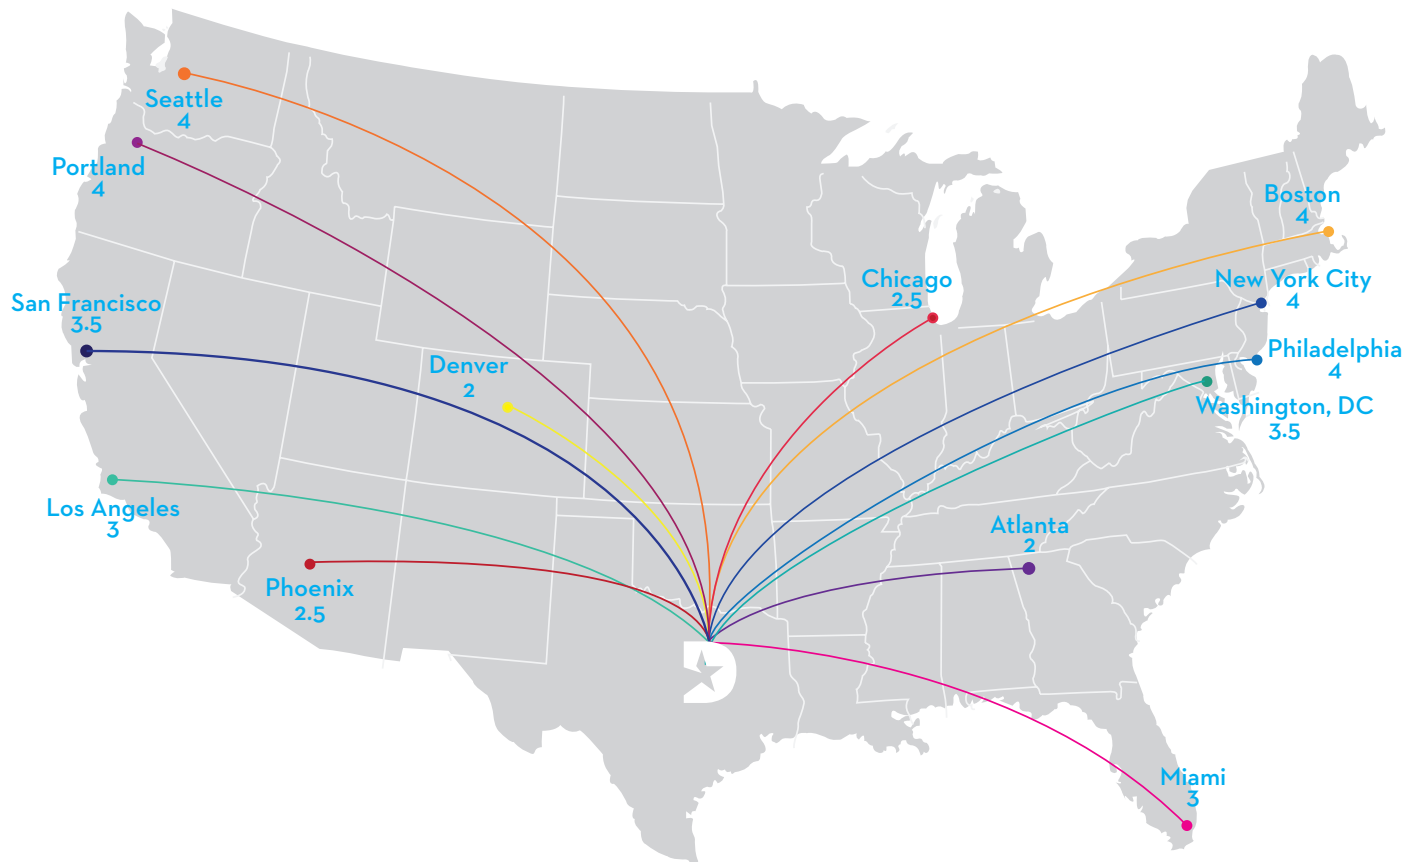 Seattle
4
Portland
4
Boston
4
Chicago
2.5
New York City
4
San Francisco
3.5
Philadelphia
4
Denver
2
Washington, DC
3.5
Los Angeles
3
Atlanta
2
Phoenix
2.5
D
Miami
3